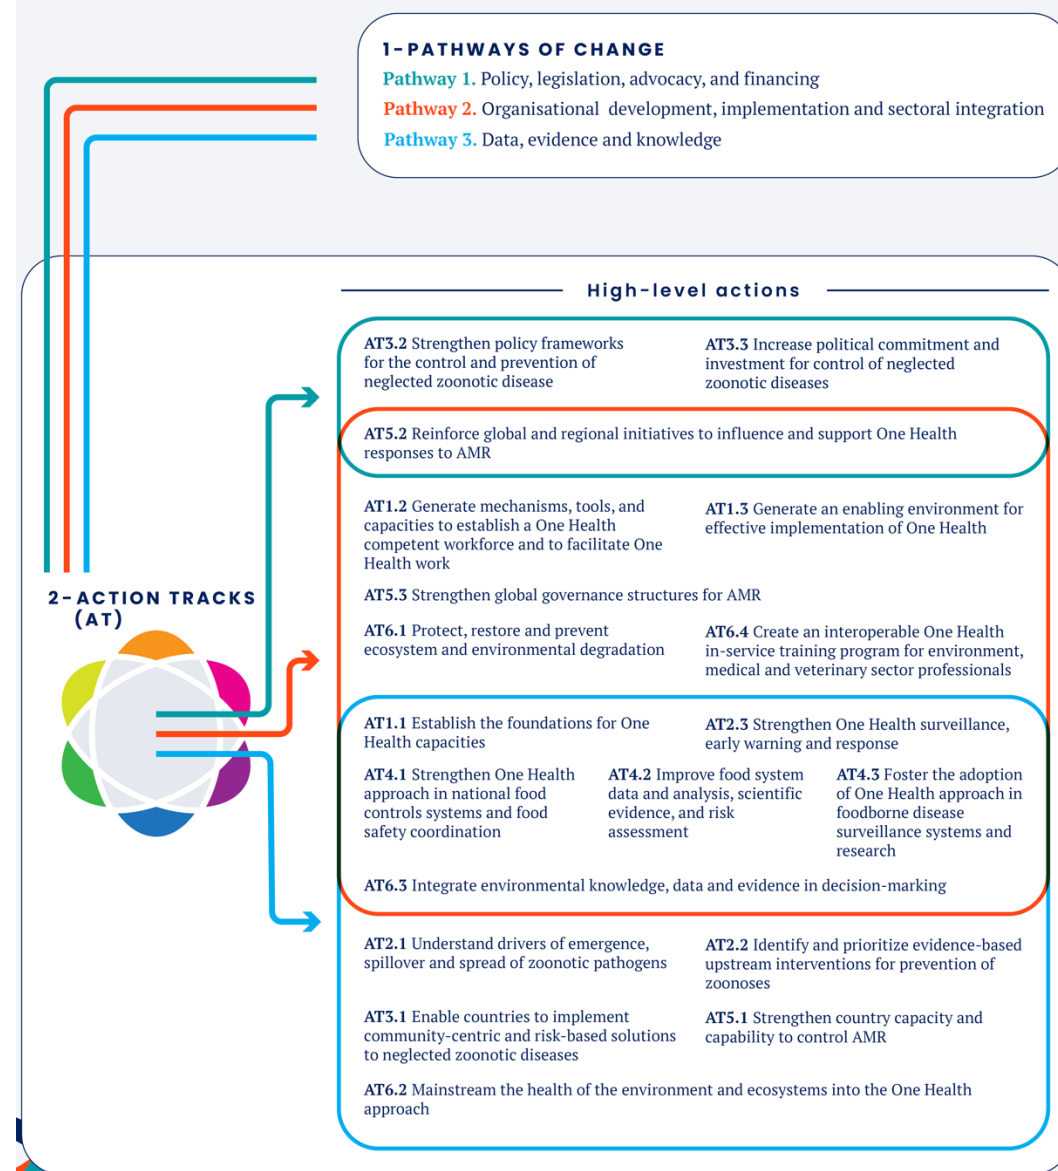 1-PATHWAYS OF CHANGE
Pathway 1. Policy, legislation, advocacy, and financing
Pathway 2. Organisational development, implementation and sectoral integration
Pathway 3. Data, evidence and knowledge
High-level actions
AT3.2 Strengthen policy frameworks
for the control and prevention of
neglected zoonotic disease
AT3.3 Increase political commitment and
investment for control of neglected
zoonotic diseases
AT5.2 Reinforce global and regional initiatives to influence and support One Health
responses to AMR
AT1.2 Generate mechanisms, tools, and
capacities to establish a One Health
competent workforce and to facilitate One
Health work
AT1.3 Generate an enabling environment for
effective implementation of One Health
AT5.3 Strengthen global governance structures for AMR
2-ACTION TRACKS
(AT)
AT6.1 Protect, restore and prevent
ecosystem and environmental degradation
AT6.4 Create an interoperable One Health
in-service training program for environment,
medical and veterinary sector professionals
AT1.1 Establish the foundations for One
Health capacities
AT2.3 Strengthen One Health surveillance,
early warning and response
AT4.1 Strengthen One Health
approach in national food
controls systems and food
safety coordination
AT4.2 Improve food system
data and analysis, scientific
evidence, and risk
assessment
AT4.3 Foster the adoption
of One Health approach in
foodborne disease
surveillance systems and
research
AT6.3 Integrate environmental knowledge, data and evidence in decision-marking
AT2.1 Understand drivers of emergence,
spillover and spread of zoonotic pathogens
AT2.2 Identify and prioritize evidence-based
upstream interventions for prevention of
zoonoses
AT3.1 Enable countries to implement
community-centric and risk-based solutions
to neglected zoonotic diseases
AT5.1 Strengthen country capacity and
capability to control AMR
AT6.2 Mainstream the health of the environment and ecosystems into the One Health
approach